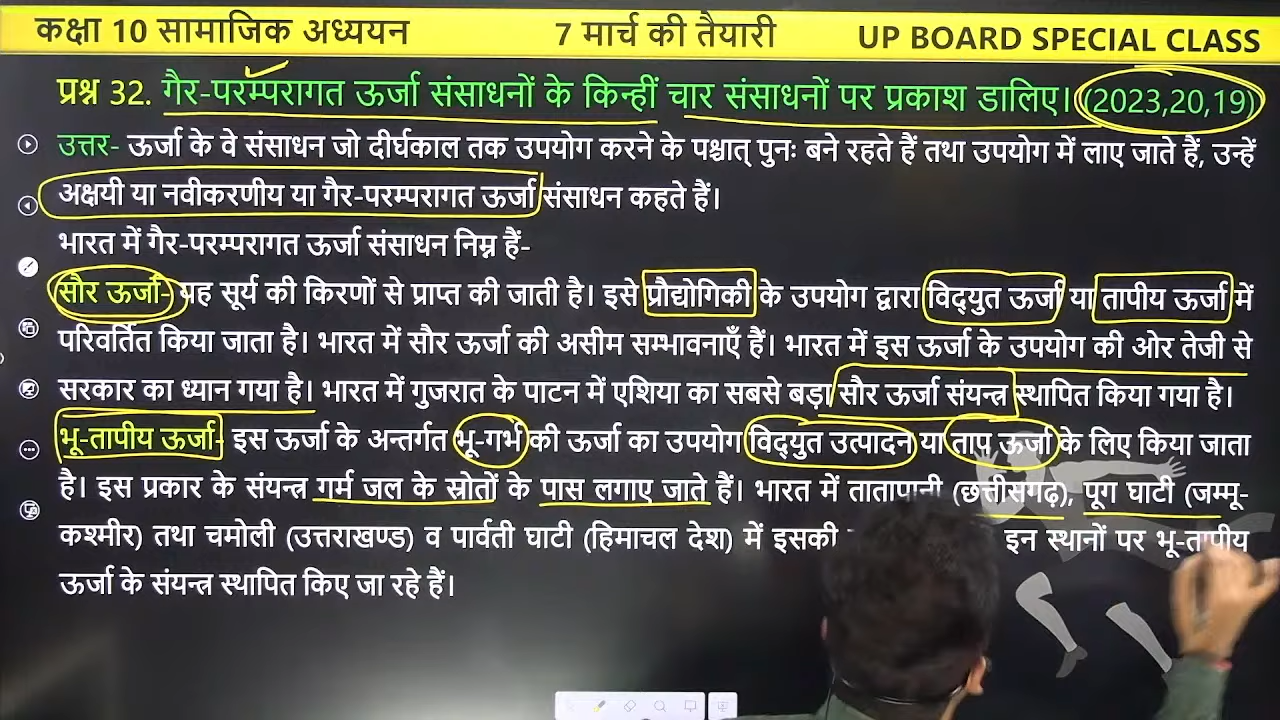 कक्षा 10 सामाजिक अध्ययन 7 मार्च की तैयारी UP BOARD SPECIAL CLASS
प्रश्न 32. गैर-परम्परागत ऊर्जा संसाधनों के किन्हीं चार संसाधनों पर प्रकाश डालिए। (2023,20,19)
उत्तर- ऊर्जा के वे संसाधन जो दीर्घकाल तक उपयोग करने के पश्चात् पुनः बने रहते हैं तथा उपयोग में लाए जाते हैं, उन्हें
अक्षयी या नवीकरणीय या गैर-परम्परागत ऊर्जा संसाधन कहते हैं।
भारत में गैर-परम्परागत ऊर्जा संसाधन निम्न हैं-
सौर ऊर्जा- यह सूर्य की किरणों से प्राप्त की जाती है। इसे प्रौद्योगिकी के उपयोग द्वारा विद्युत ऊर्जा या तापीय ऊर्जा में
परिवर्तित किया जाता है। भारत में सौर ऊर्जा की असीम सम्भावनाएँ हैं। भारत में इस ऊर्जा के उपयोग की ओर तेजी से
सरकार का ध्यान गया है। भारत में गुजरात के पाटन में एशिया का सबसे बड़ा सौर ऊर्जा संयन्त्र स्थापित किया गया है।
भू-तापीय ऊर्जा- इस ऊर्जा के अन्तर्गत भू-गर्भ की ऊर्जा का उपयोग विद्युत उत्पादन या ताप ऊर्जा के लिए किया जाता
है। इस प्रकार के संयन्त्र गर्म जल के स्रोतों के पास लगाए जाते हैं। भारत में तातापानी (छत्तीसगढ़), पूग घाटी (जम्मू-
कश्मीर) तथा चमोली (उत्तराखण्ड) व पार्वती घाटी (हिमाचल देश) में इसकी इन स्थानों पर भू-तापीय
ऊर्जा के संयन्त्र स्थापित किए जा रहे हैं।